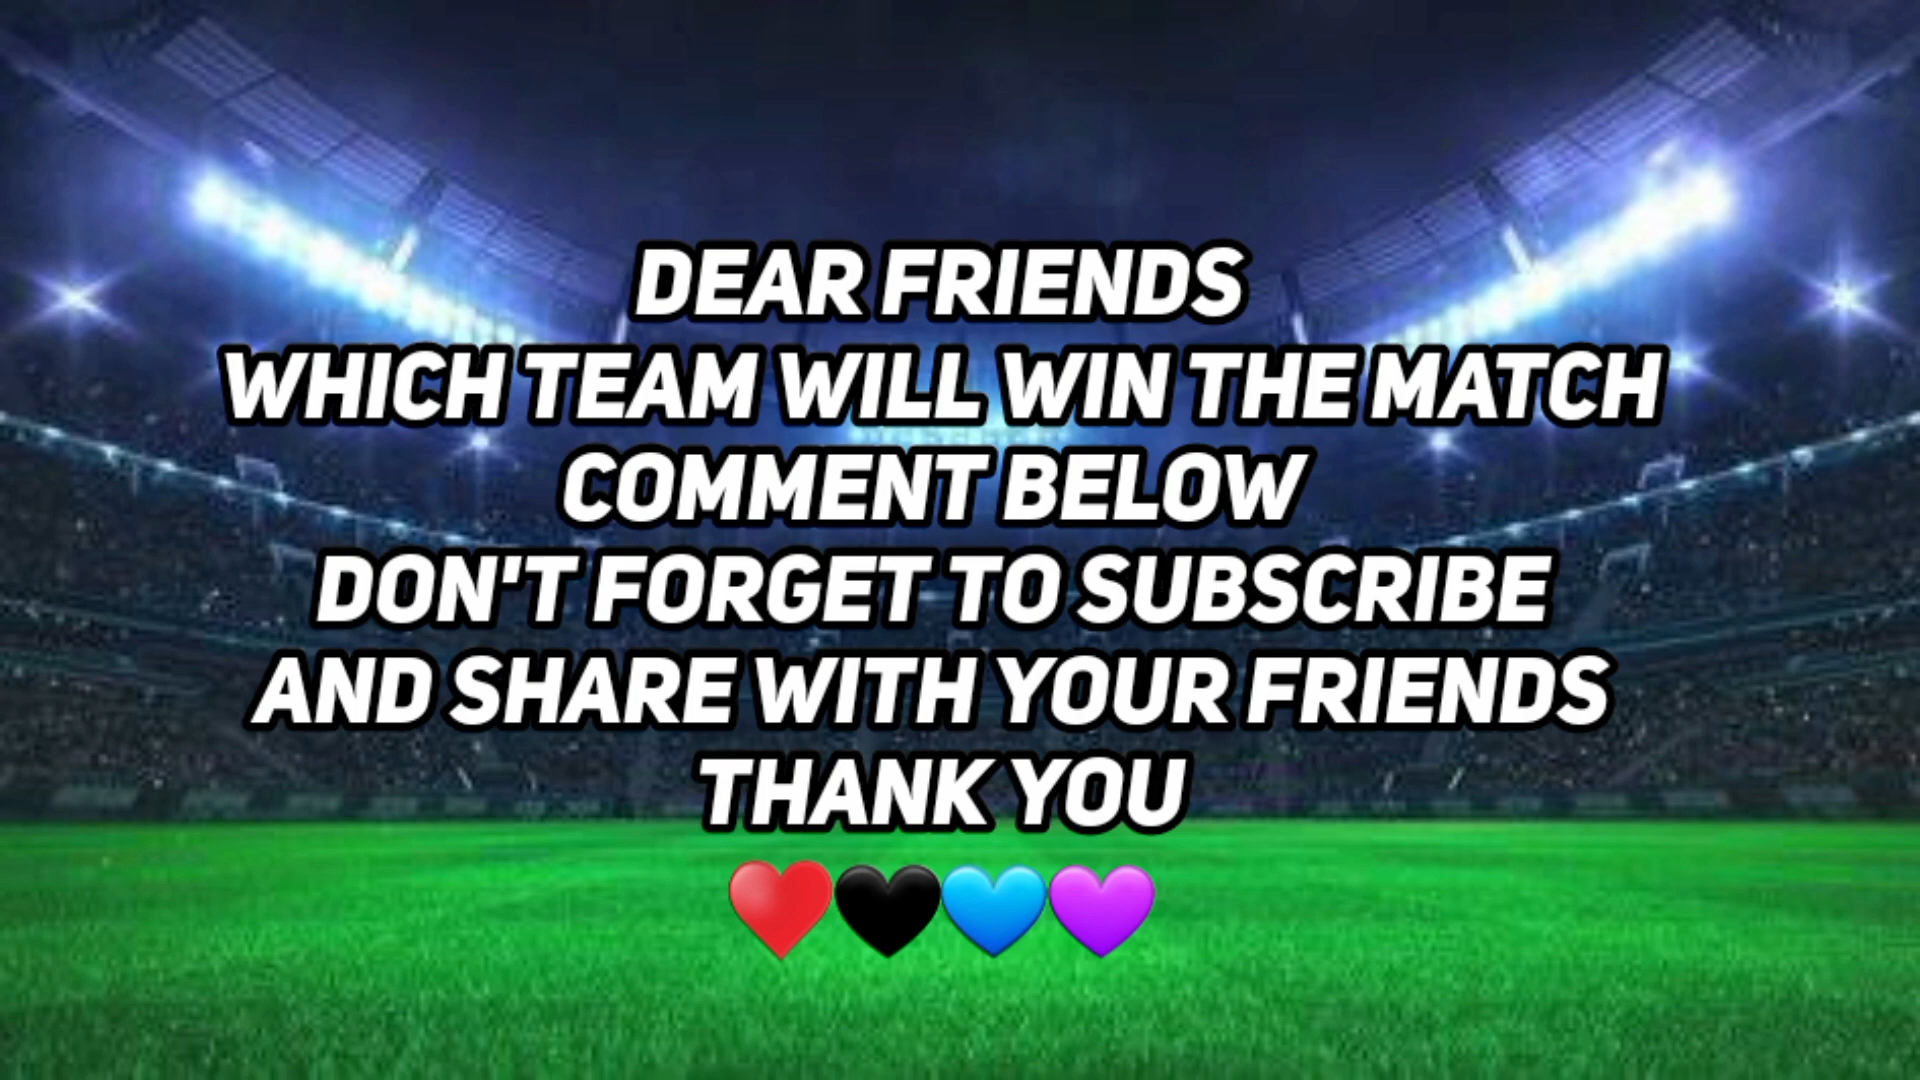 DEAR FRIENDS
WHICH TEAM WILL WIN THE MATCH
COMMENT BELOW
DON'T FORGET TO SUBSCRIBE
AND SHARE WITH YOUR FRIENDS
THANK YOU
❤️🖤💙💜